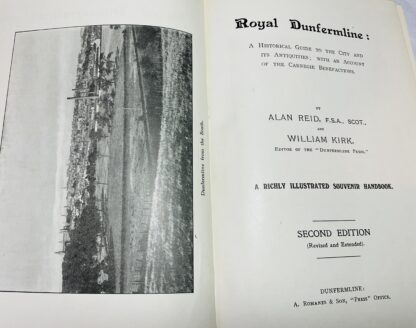 Dunfermline from the South.
Royal Dunfermline:
A Historical Guide to the City and
its Antiquities; with an Account
of the Carnegie Benefactions.
BY
ALAN REID, F.S.A., SCOT.,
AND
WILLIAM KIRK,
Editor of the "Dunfermline Press."
A RICHLY ILLUSTRATED SOUVENIR HANDBOOK.
SECOND EDITION
(Revised and Extended).
DUNFERMLINE:
A. Romanes & Son, "Press" Office.